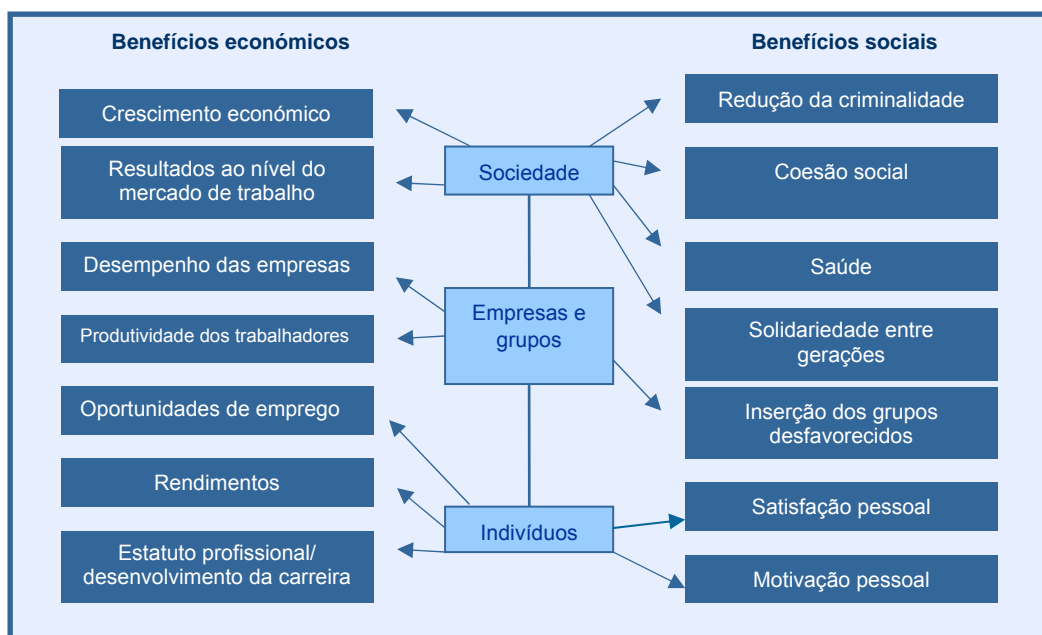 Benefícios económicos
Benefícios sociais
Crescimento económico
Resultados ao nível do
mercado de trabalho
Desempenho das empresas
Produtividade dos trabalhadores
Oportunidades de emprego
Rendimentos
Estatuto profissional/
desenvolvimento da carreira
Sociedade
Empresas e
grupos
Indivíduos
Redução da criminalidade
Coesão social
Saúde
Solidariedade entre
gerações
Inserção dos grupos
desfavorecidos
Satisfação pessoal
Motivação pessoal